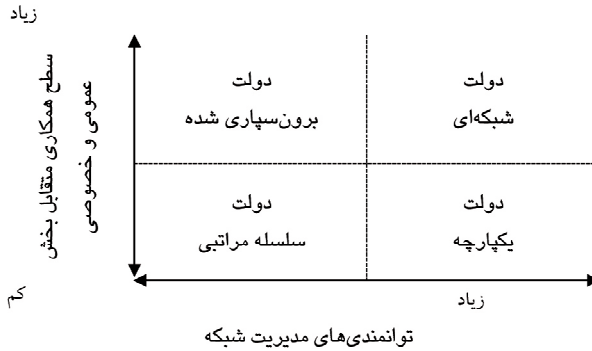 زیاد
سطح همکاری متقابل بخش
عمومی و خصوصی
دولت
شبکه‌ای
دولت
برون‌سپاری شده
دولت
یکپارچه
دولت
سلسله مراتبی
کم
زیاد
توانمندی‌های مدیریت شبکه